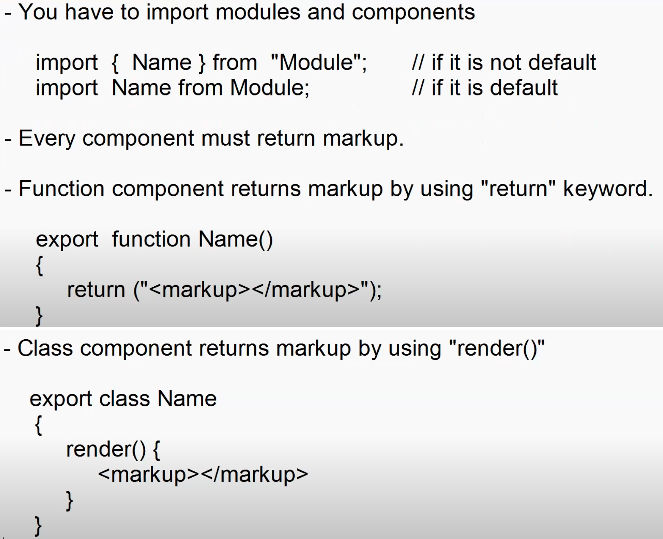 - You have to import modules and components
import { Name } from "Module"; // if it is not default
import Name from Module; // if it is default
- Every component must return markup.
- Function component returns markup by using "return" keyword.
export function Name()
{
return ("<markup></markup>");
}
- Class component returns markup by using "render()"
export class Name
{
render() {
<markup></markup>
}
}